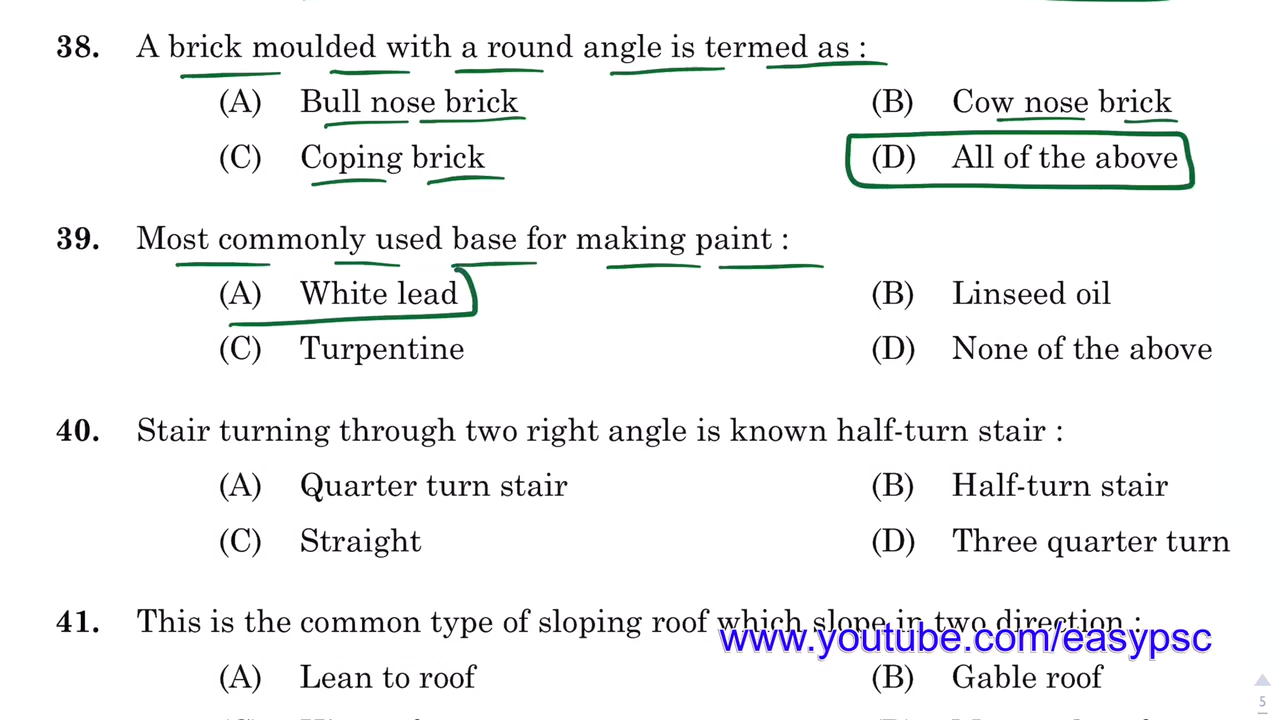 38. A brick moulded with a round angle is termed as :
(A) Bull nose brick (B) Cow nose brick
(C) Coping brick (D) All of the above
39. Most commonly used base for making paint :
(A) White lead (B) Linseed oil
(C) Turpentine (D) None of the above
40. Stair turning through two right angle is known half-turn stair :
(A) Quarter turn stair (B) Half-turn stair
(C) Straight (D) Three quarter turn
41. This is the common type of sloping roof which slope in two direction :
www.youtube.com/easypsc
(A) Lean to roof (B) Gable roof
5